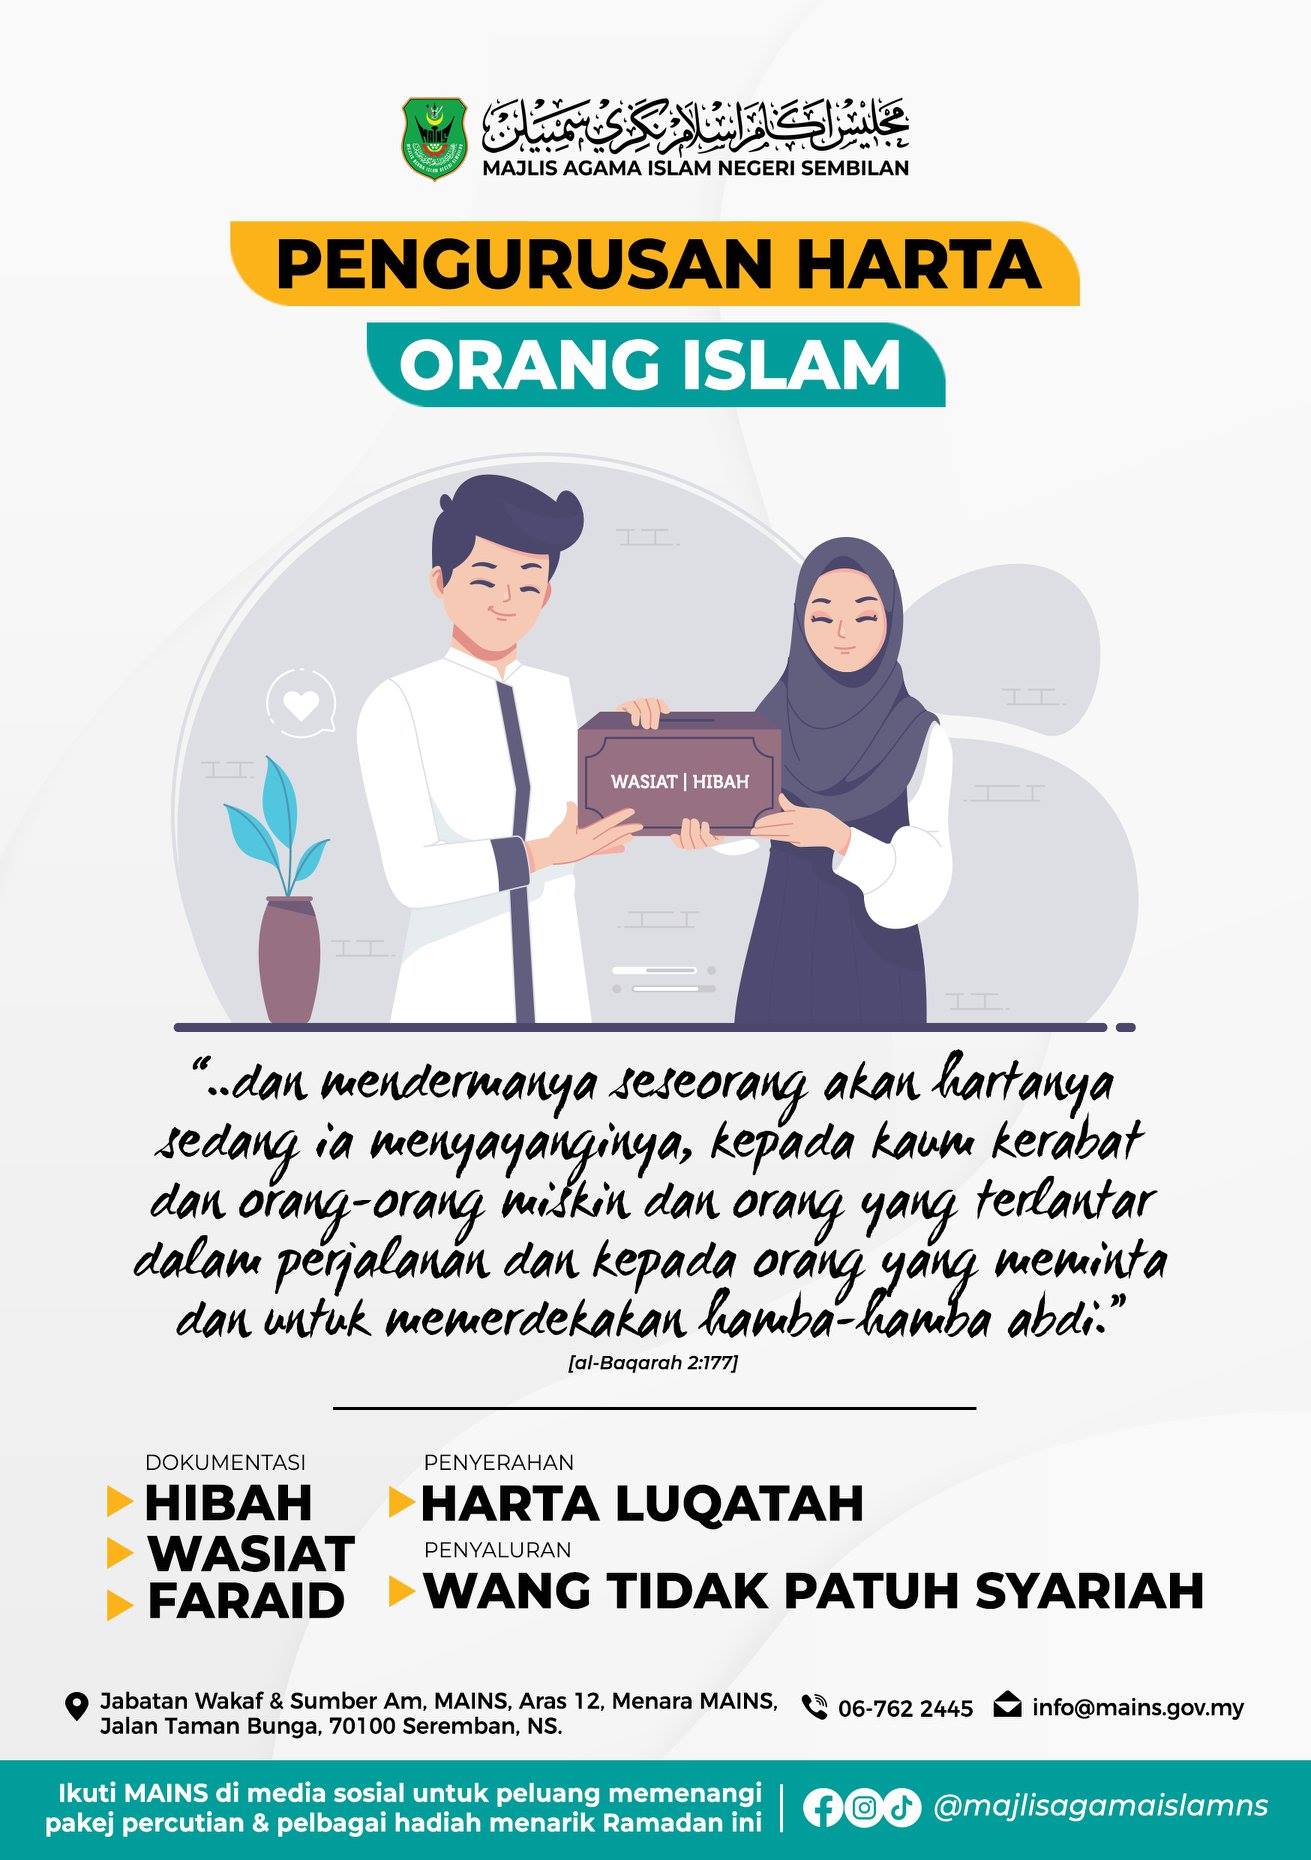 مجليس اݢام اسلام نݢري سمبيلن
MAJLIS AGAMA ISLAM NEGERI SEMBILAN
PENGURUSAN HARTA
ORANG ISLAM
WASIAT | HIBAH
“..dan mendermanya seseorang akan hartanya
sedang ia menyayanginya, kepada kaum kerabat
dan orang-orang miskin dan orang yang terlantar
dalam perjalanan dan kepada orang yang meminta
dan untuk memerdekakan hamba-hamba abdi.”
[al-Baqarah 2:177]
DOKUMENTASI
HIBAH
WASIAT
FARAID
PENYERAHAN
HARTA LUQATAH
PENYALURAN
WANG TIDAK PATUH SYARIAH
Jabatan Wakaf & Sumber Am, MAINS, Aras 12, Menara MAINS,
Jalan Taman Bunga, 70100 Seremban, NS.
06-762 2445
info@mains.gov.my
Ikuti MAINS di media sosial untuk peluang memenangi
pakej percutian & pelbagai hadiah menarik Ramadan ini
@majlisagamaislamns